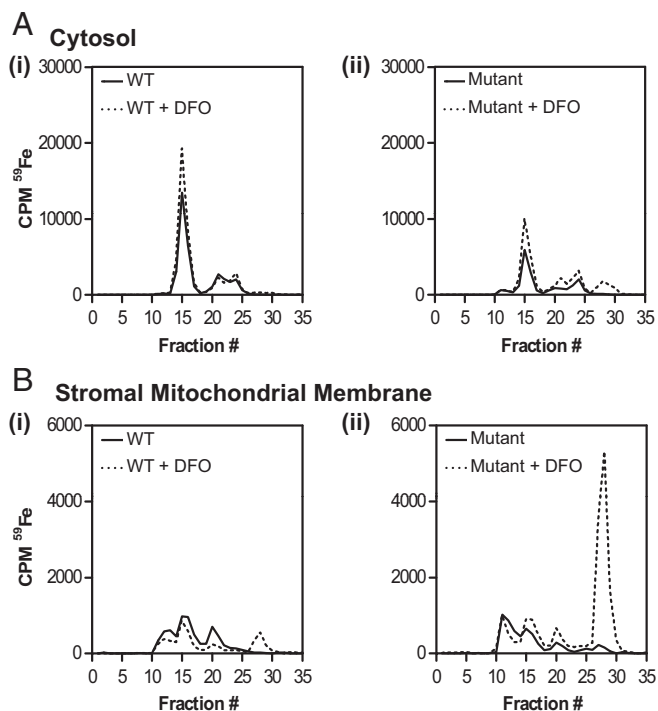 A Cytosol
(i) (ii)
30000 30000
WT Mutant
WT + DFO Mutant + DFO
20000 20000
CPM ⁵⁹Fe
10000 10000
0 0
0 5 10 15 20 25 30 35 0 5 10 15 20 25 30 35
Fraction # Fraction #
B Stromal Mitochondrial Membrane
(i) (ii)
6000 6000
WT Mutant
WT + DFO Mutant + DFO
4000 4000
CPM ⁵⁹Fe
2000 2000
0 0
0 5 10 15 20 25 30 35 0 5 10 15 20 25 30 35
Fraction # Fraction #